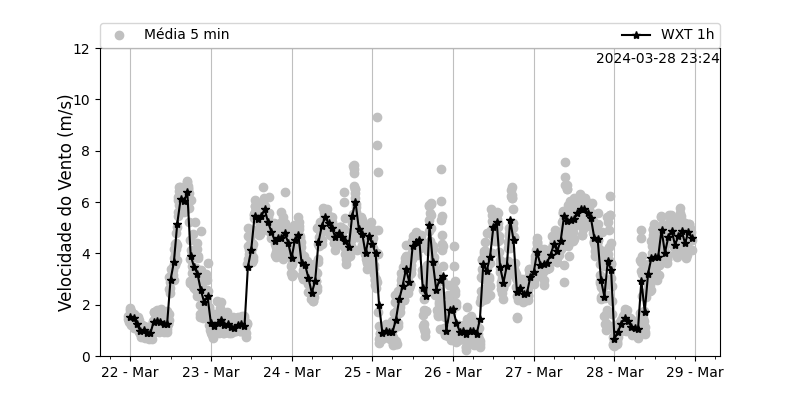 Média 5 min
WXT 1h
2024-03-28 23:24
Velocidade do Vento (m/s)
12
10
8
6
4
2
0
22 - Mar
23 - Mar
24 - Mar
25 - Mar
26 - Mar
27 - Mar
28 - Mar
29 - Mar